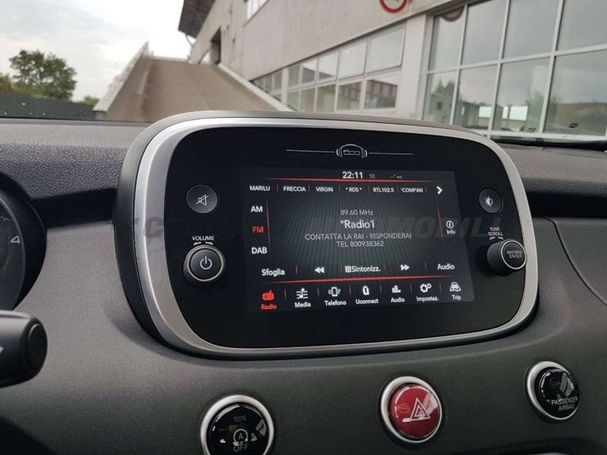 22:11 SE
MARILU FRECCIA VIRGIN * RDS * RTL102.5 *COMPAN
AM
89.60 MHz
FM
*Radio1
Info
CONTATTA LA RAI - RISPONDERAI
DAB
TEL 800938362
VOLUME
TUNE
SCROLL
BROWSE
ENTER
Sfoglia Sintonizz. Audio
Radio Media Telefono Uconnect Audio Impostaz. Trip
A
OFF
PASSENGER
AIRBAG